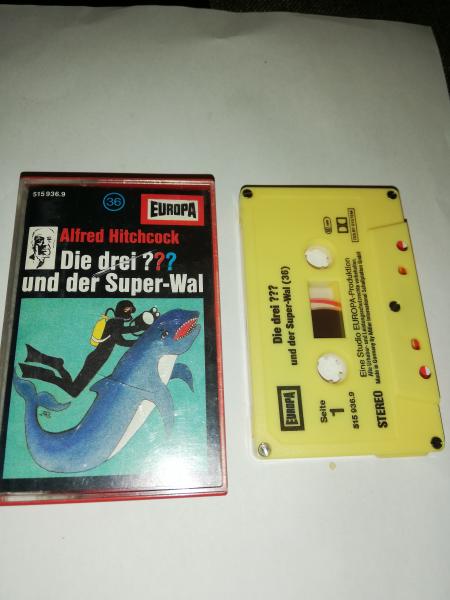 515 936.9
36
EUROPA
Alfred Hitchcock
Die drei ???
und der Super-Wal
Die drei ???
und der Super-Wal (36)
Eine Studio EUROPA-Produktion
EUROPA
Seite
1
515 936.9
STEREO